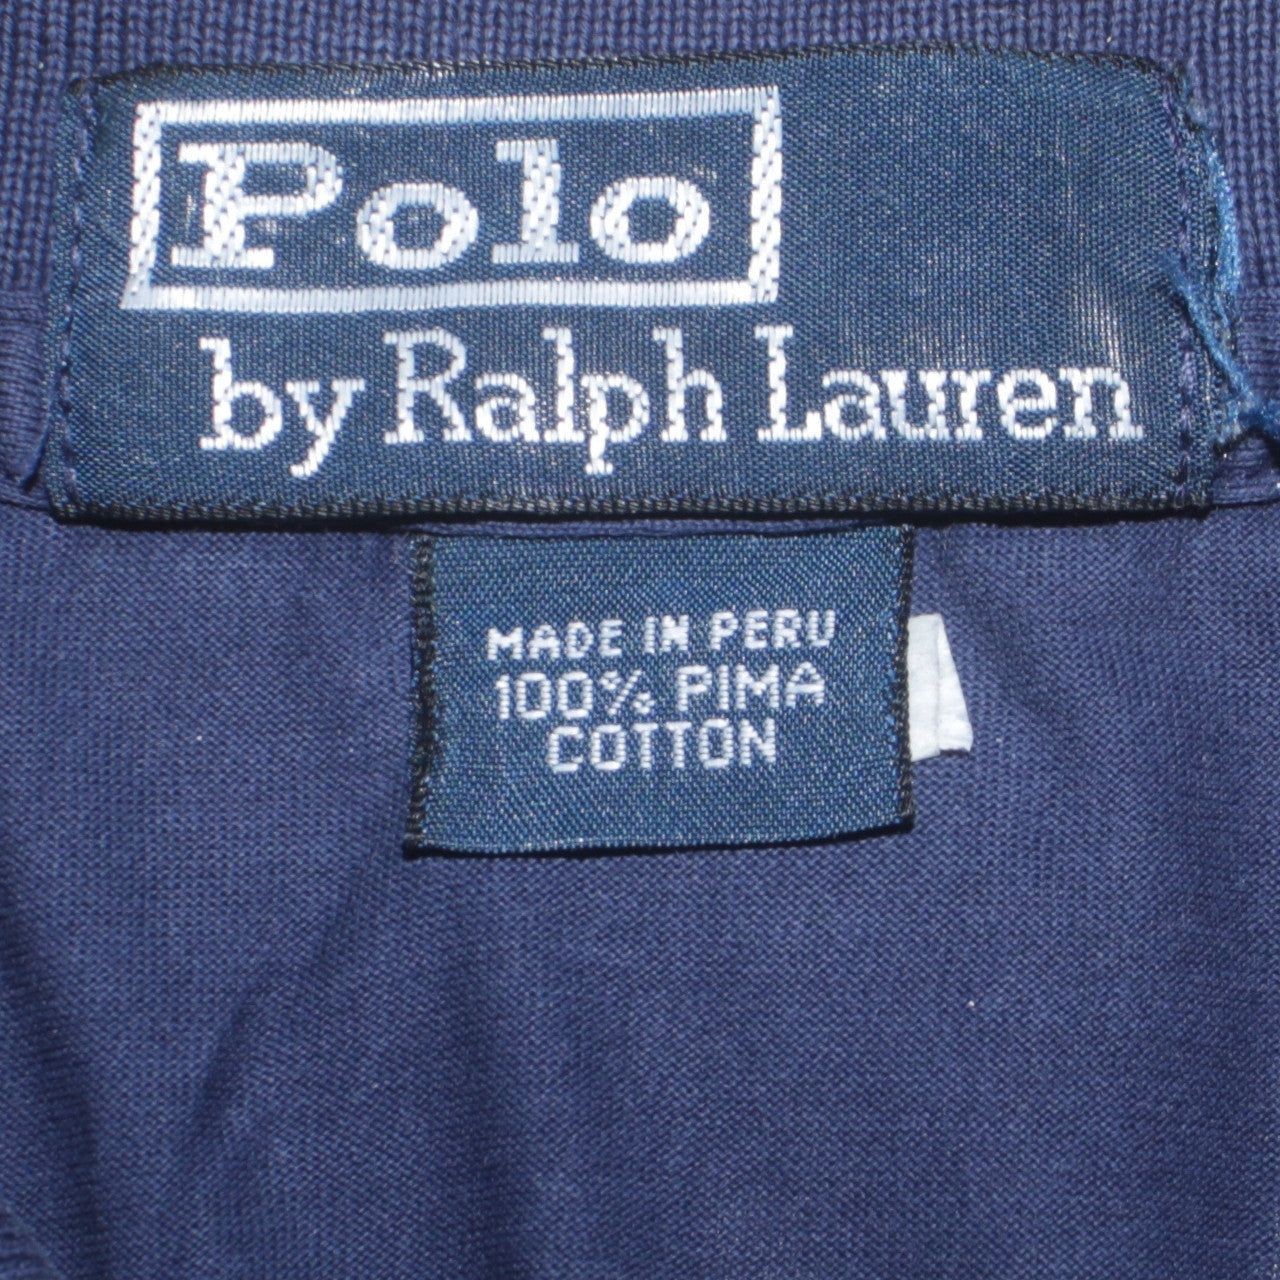 Polo
by Ralph Lauren
MADE IN PERU
100% PIMA
COTTON